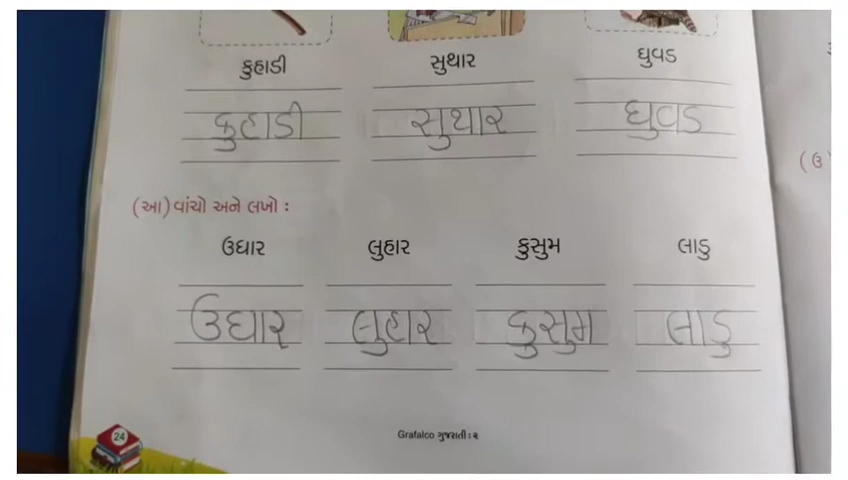 કુહાડી સુથાર ઘુવડ
કુહાડી સુથાર ઘુવડ
(આ) વાંચો અને લખો :
ઉધાર લુહાર કુસુમ લાડુ
ઉધાર લુહાર કુસુમ લાડુ
24
Grafalco ગુજરાતી : ૨
(ઉ